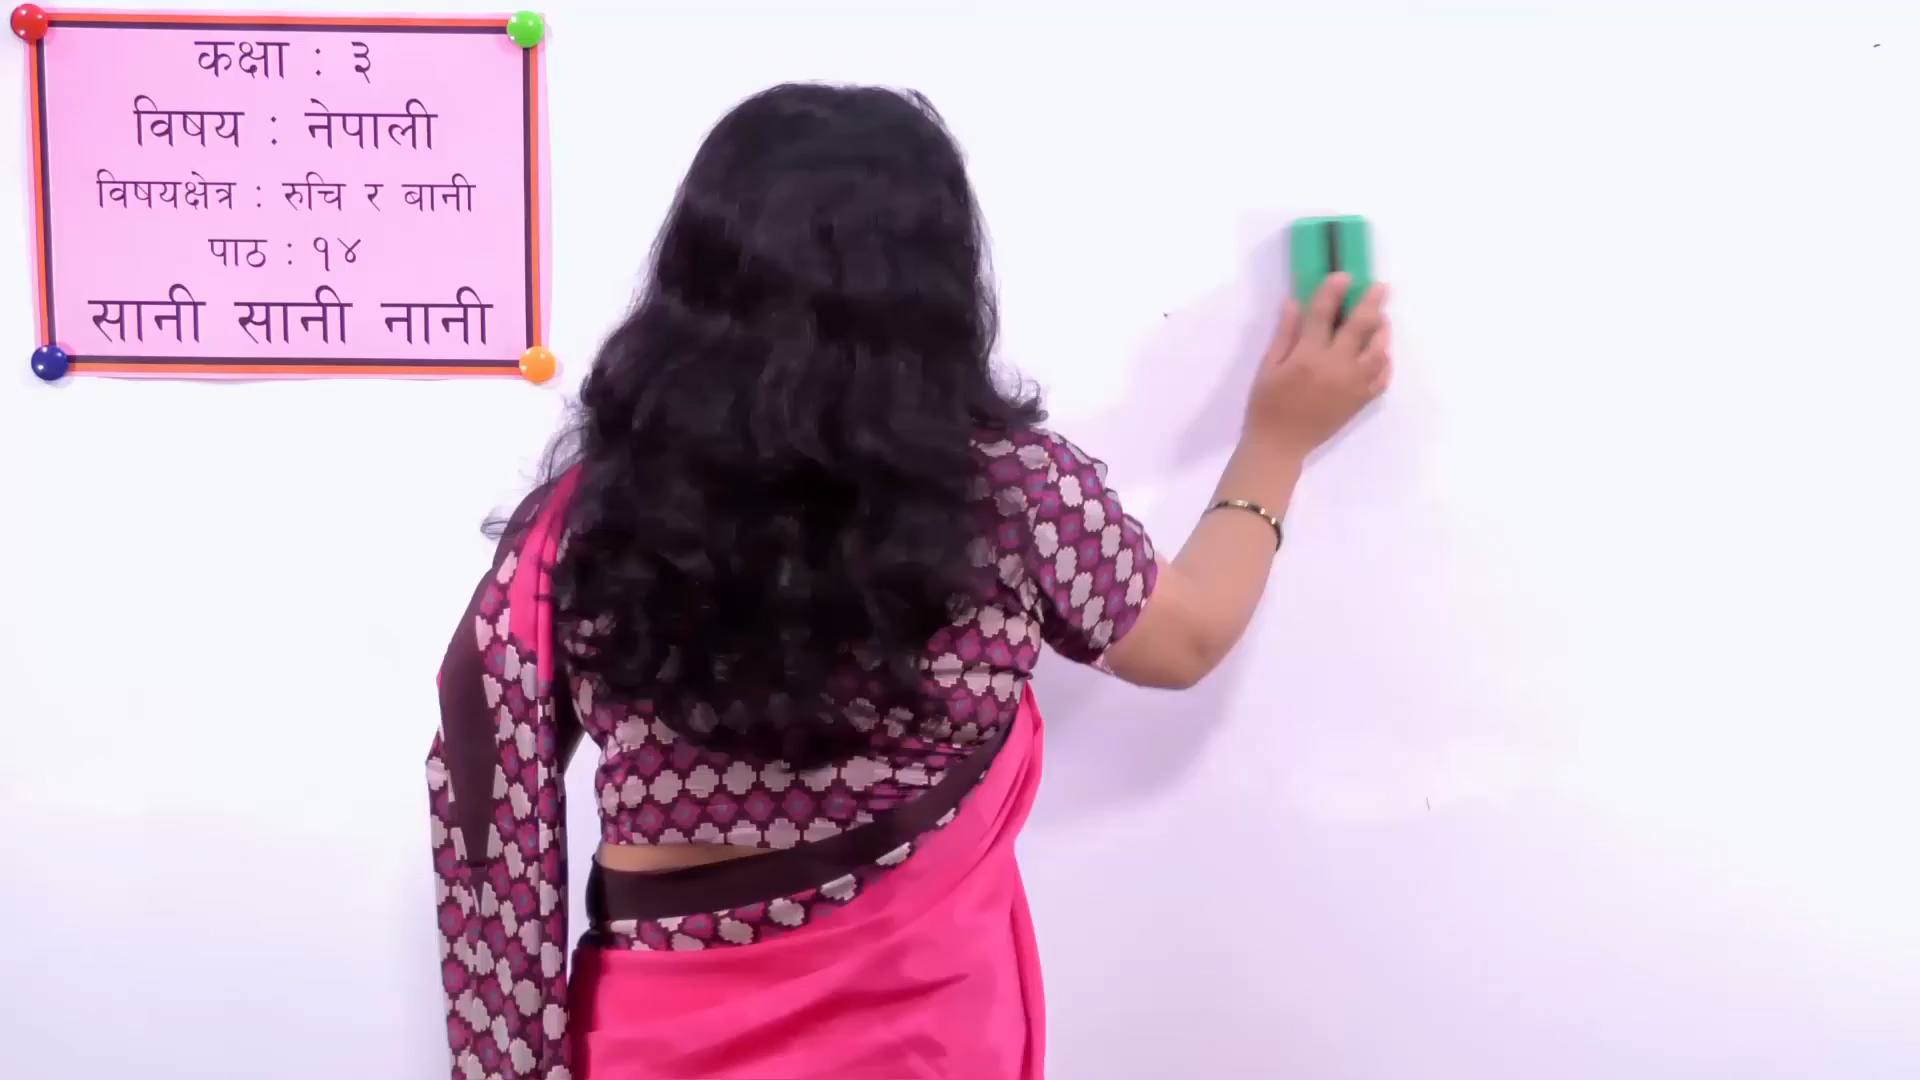 कक्षा : ३
विषय : नेपाली
विषयक्षेत्र : रुचि र बानी
पाठ : १४
सानी सानी नानी